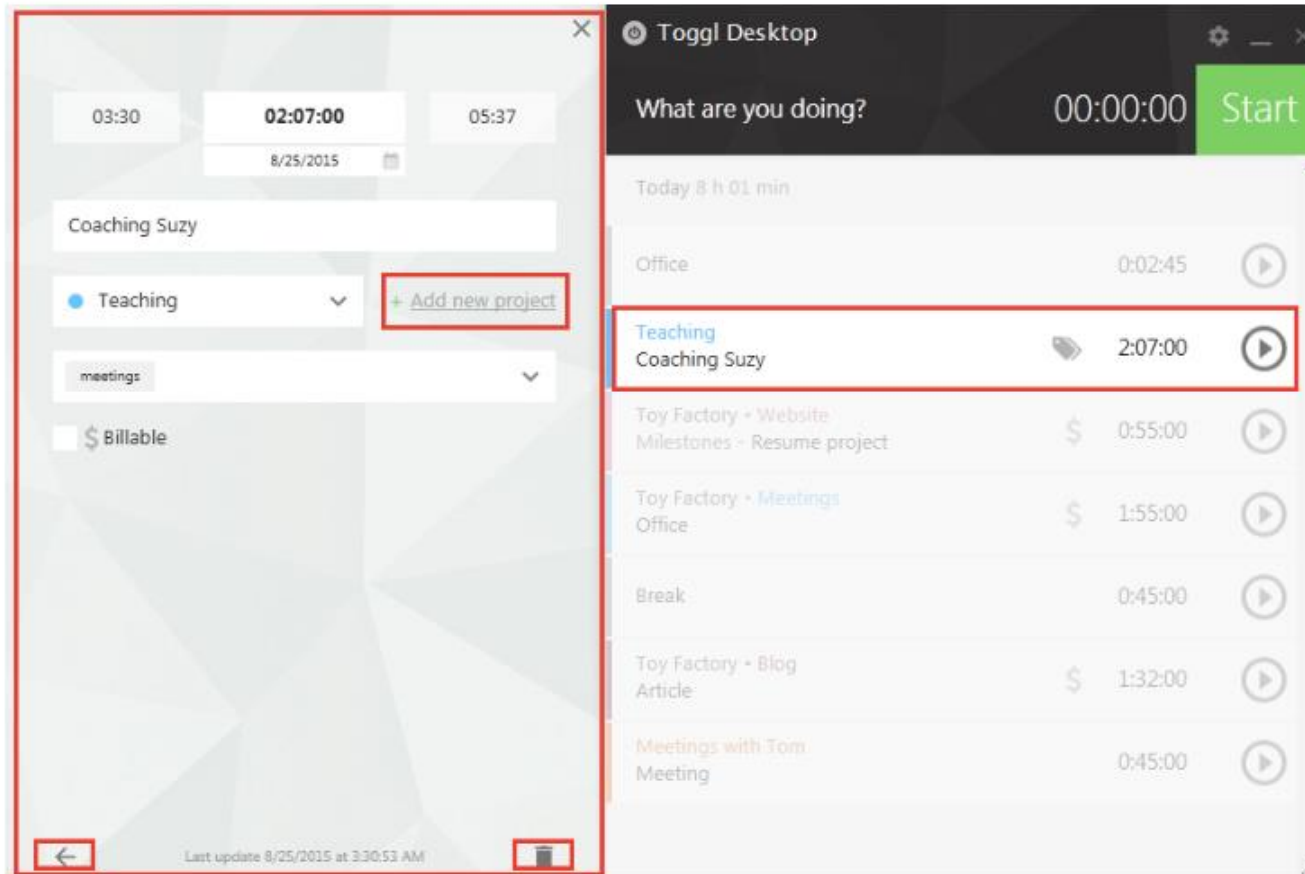 03:30 02:07:00 05:37
8/25/2015
Coaching Suzy
Teaching + Add new project
meetings
$ Billable
Last update 8/25/2015 at 3:30:53 AM
Toggl Desktop
What are you doing? 00:00:00 Start
Today 8 h 01 min
Office 0:02:45
Teaching
Coaching Suzy 2:07:00
Toy Factory • Website
Milestones - Resume project $ 0:55:00
Toy Factory • Meetings
Office $ 1:55:00
Break 0:45:00
Toy Factory • Blog
Article $ 1:32:00
Meetings with Tom
Meeting 0:45:00